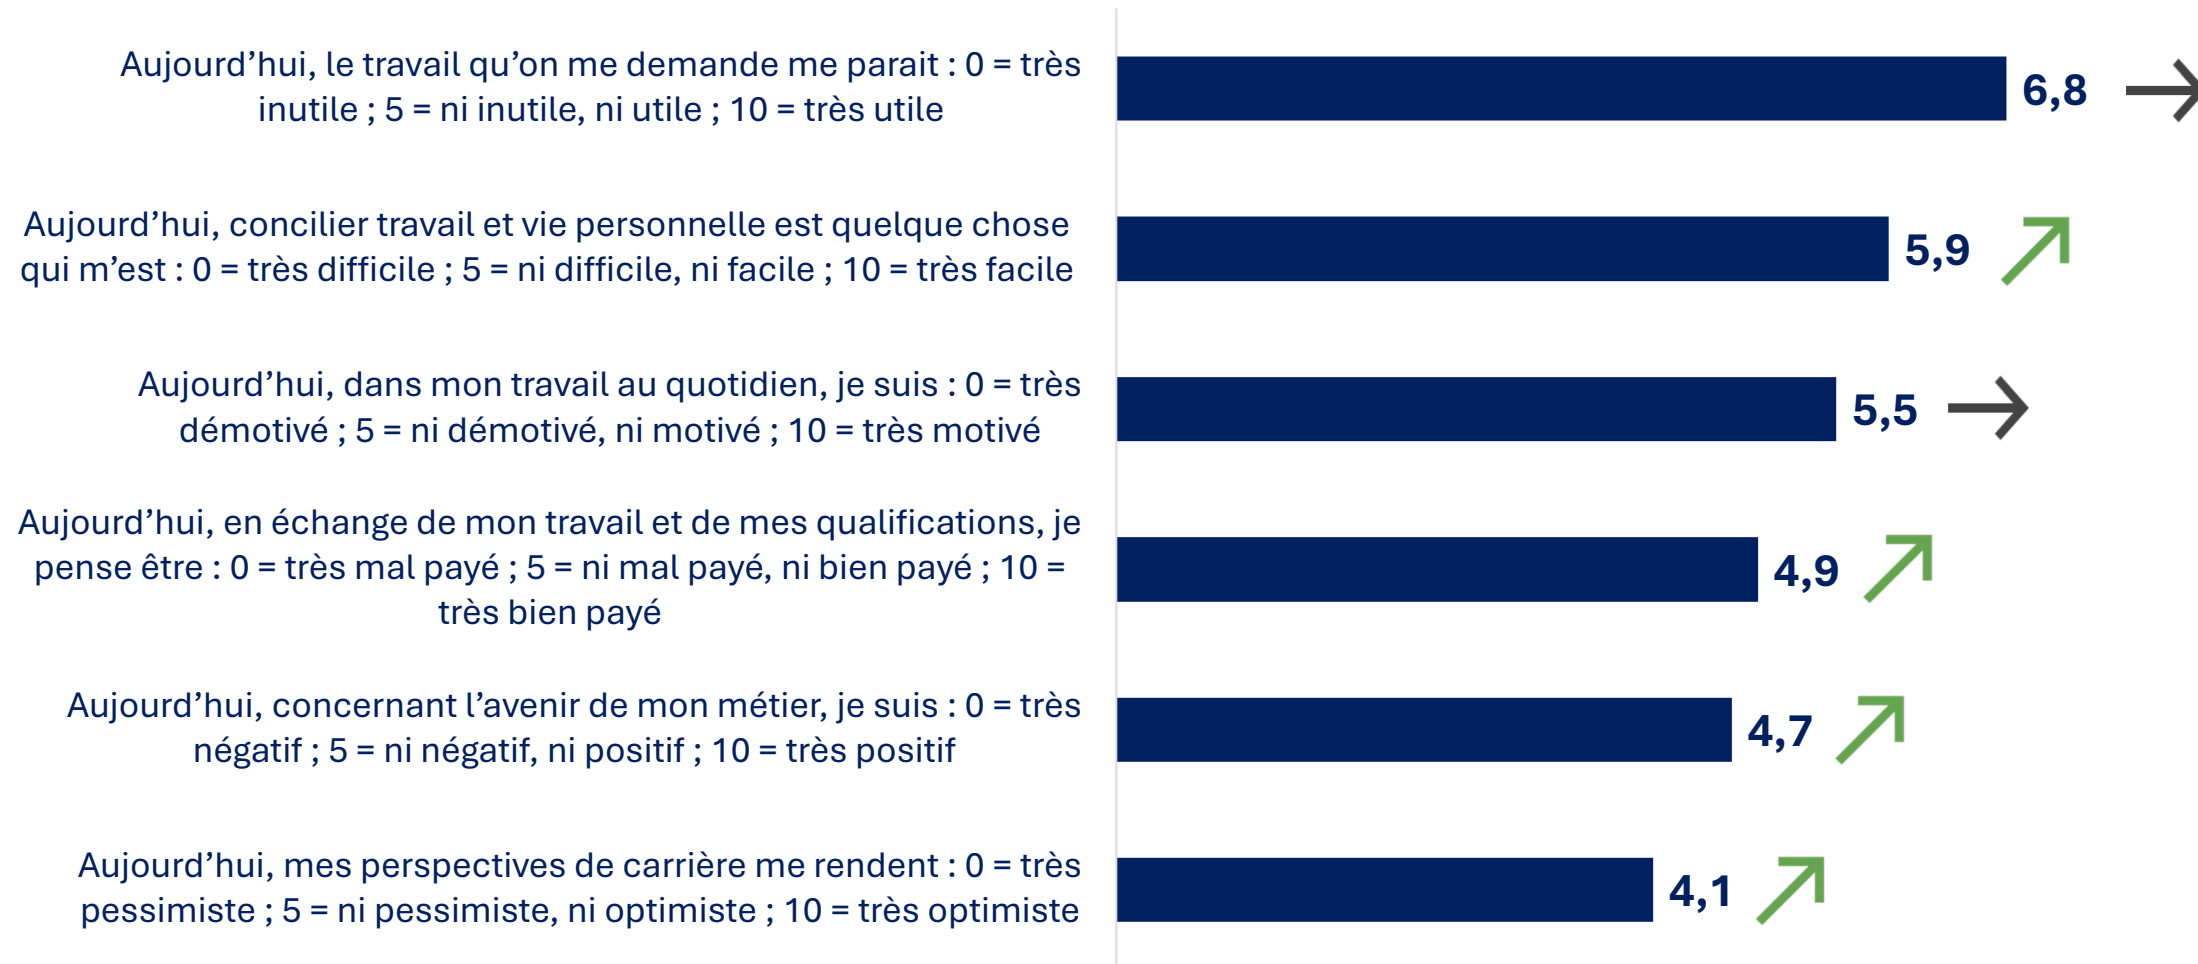 Aujourd’hui, le travail qu’on me demande me parait : 0 = très
inutile ; 5 = ni inutile, ni utile ; 10 = très utile
6,8
Aujourd’hui, concilier travail et vie personnelle est quelque chose
qui m’est : 0 = très difficile ; 5 = ni difficile, ni facile ; 10 = très facile
5,9
Aujourd’hui, dans mon travail au quotidien, je suis : 0 = très
démotivé ; 5 = ni démotivé, ni motivé ; 10 = très motivé
5,5
Aujourd’hui, en échange de mon travail et de mes qualifications, je
pense être : 0 = très mal payé ; 5 = ni mal payé, ni bien payé ; 10 =
très bien payé
4,9
Aujourd’hui, concernant l’avenir de mon métier, je suis : 0 = très
négatif ; 5 = ni négatif, ni positif ; 10 = très positif
4,7
Aujourd’hui, mes perspectives de carrière me rendent : 0 = très
pessimiste ; 5 = ni pessimiste, ni optimiste ; 10 = très optimiste
4,1